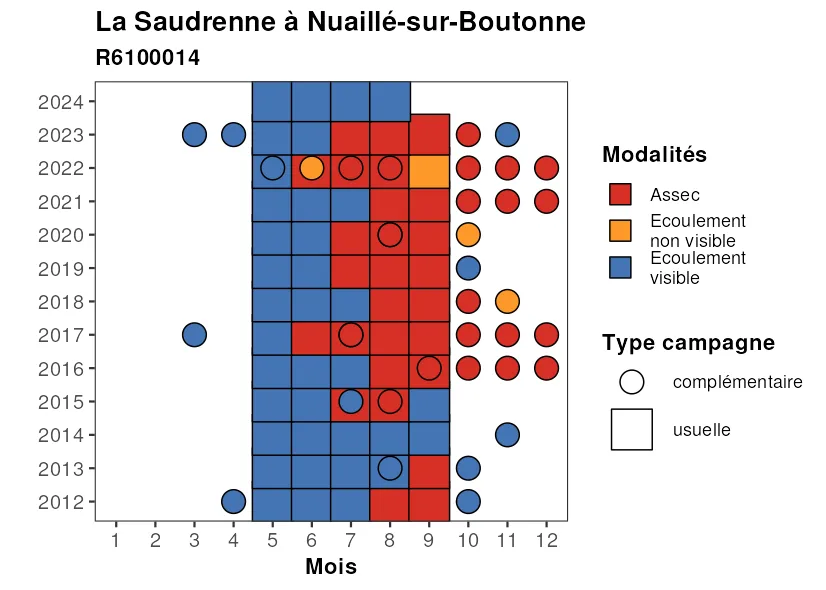 La Saudrenne à Nuaillé-sur-Boutonne
R6100014
2024
2023
2022
2021
2020
2019
2018
2017
2016
2015
2014
2013
2012
1 2 3 4 5 6 7 8 9 10 11 12
Mois
Modalités
Assec
Ecoulement
non visible
Ecoulement
visible
Type campagne
complémentaire
usuelle